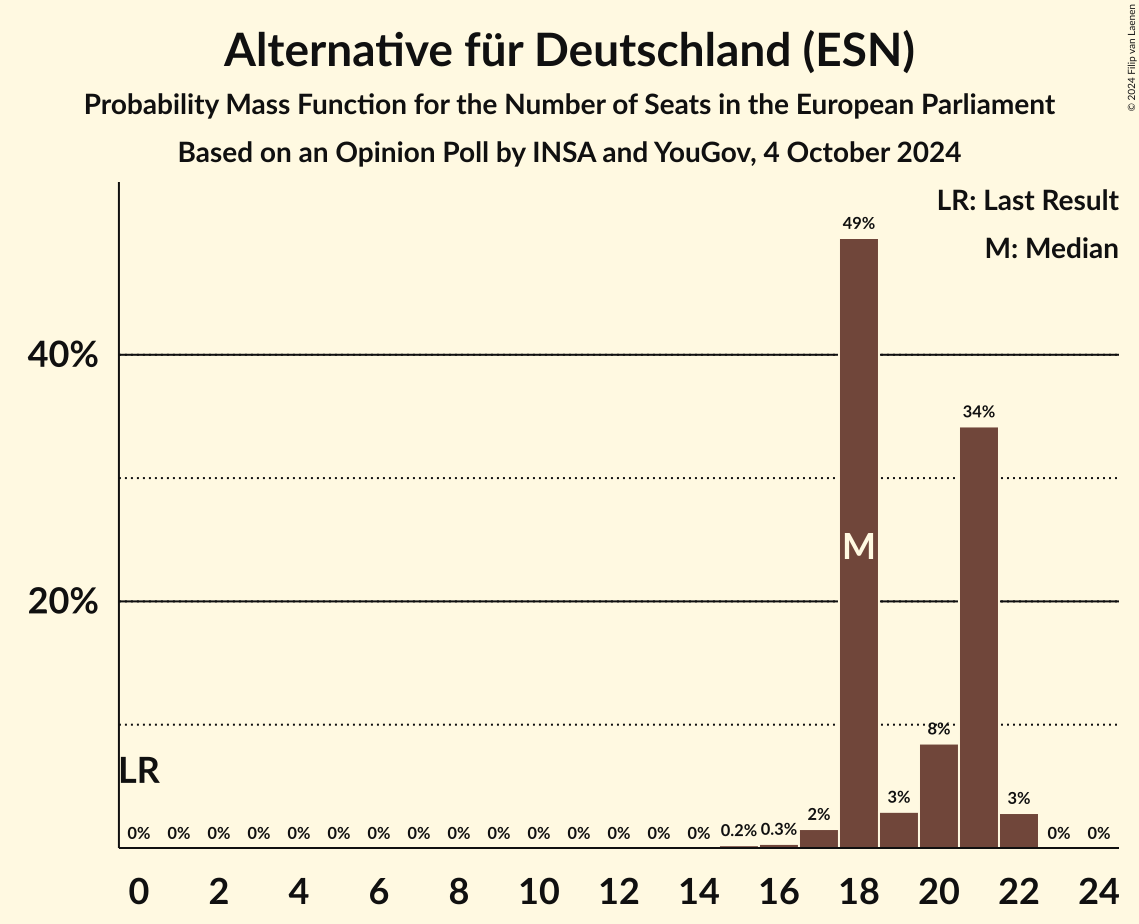 Alternative für Deutschland (ESN)
Probability Mass Function for the Number of Seats in the European Parliament
Based on an Opinion Poll by INSA and YouGov, 4 October 2024
© 2024 Filip van Laenen
LR: Last Result
M: Median
49%
40%
34%
M
20%
8%
LR
0% 0% 0% 0% 0% 0% 0% 0% 0% 0% 0% 0% 0% 0% 0% 0.2% 0.3% 2% 3% 3% 0% 0%
0 2 4 6 8 10 12 14 16 18 20 22 24